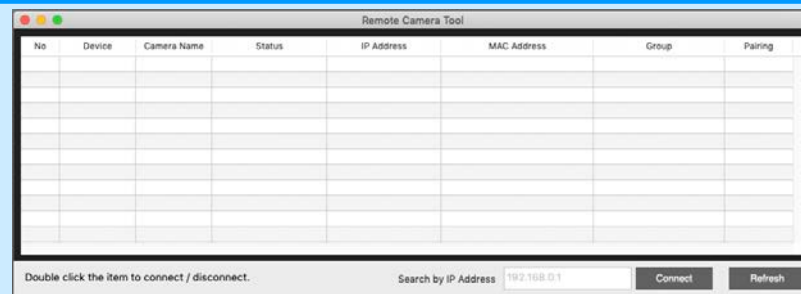 Remote Camera Tool
No Device Camera Name Status IP Address MAC Address Group Pairing
Double click the item to connect / disconnect. Search by IP Address 192.168.0.1 Connect Refresh